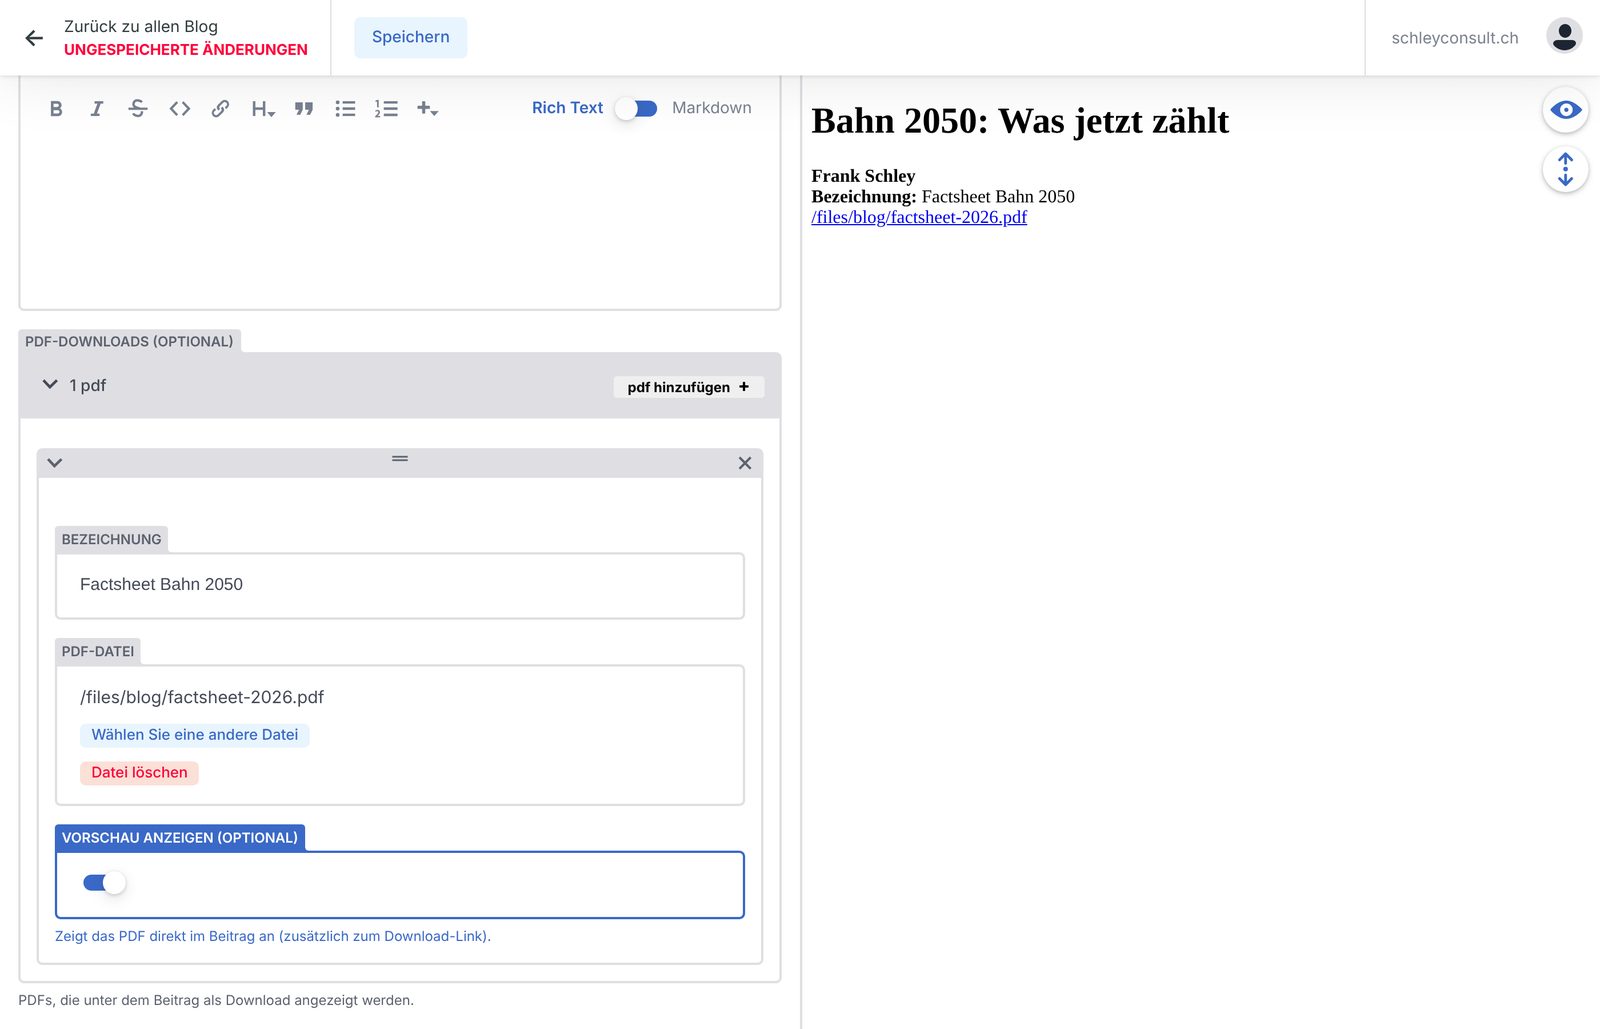 Zurück zu allen Blog
UNGESPEICHERTE ÄNDERUNGEN
Speichern
schleyconsult.ch
B I S <> H Rich Text Markdown
Bahn 2050: Was jetzt zählt
Frank Schley
Bezeichnung: Factsheet Bahn 2050
/files/blog/factsheet-2026.pdf
PDF-DOWNLOADS (OPTIONAL)
1 pdf
pdf hinzufügen +
BEZEICHNUNG
Factsheet Bahn 2050
PDF-DATEI
/files/blog/factsheet-2026.pdf
Wählen Sie eine andere Datei
Datei löschen
VORSCHAU ANZEIGEN (OPTIONAL)
Zeigt das PDF direkt im Beitrag an (zusätzlich zum Download-Link).
PDFs, die unter dem Beitrag als Download angezeigt werden.